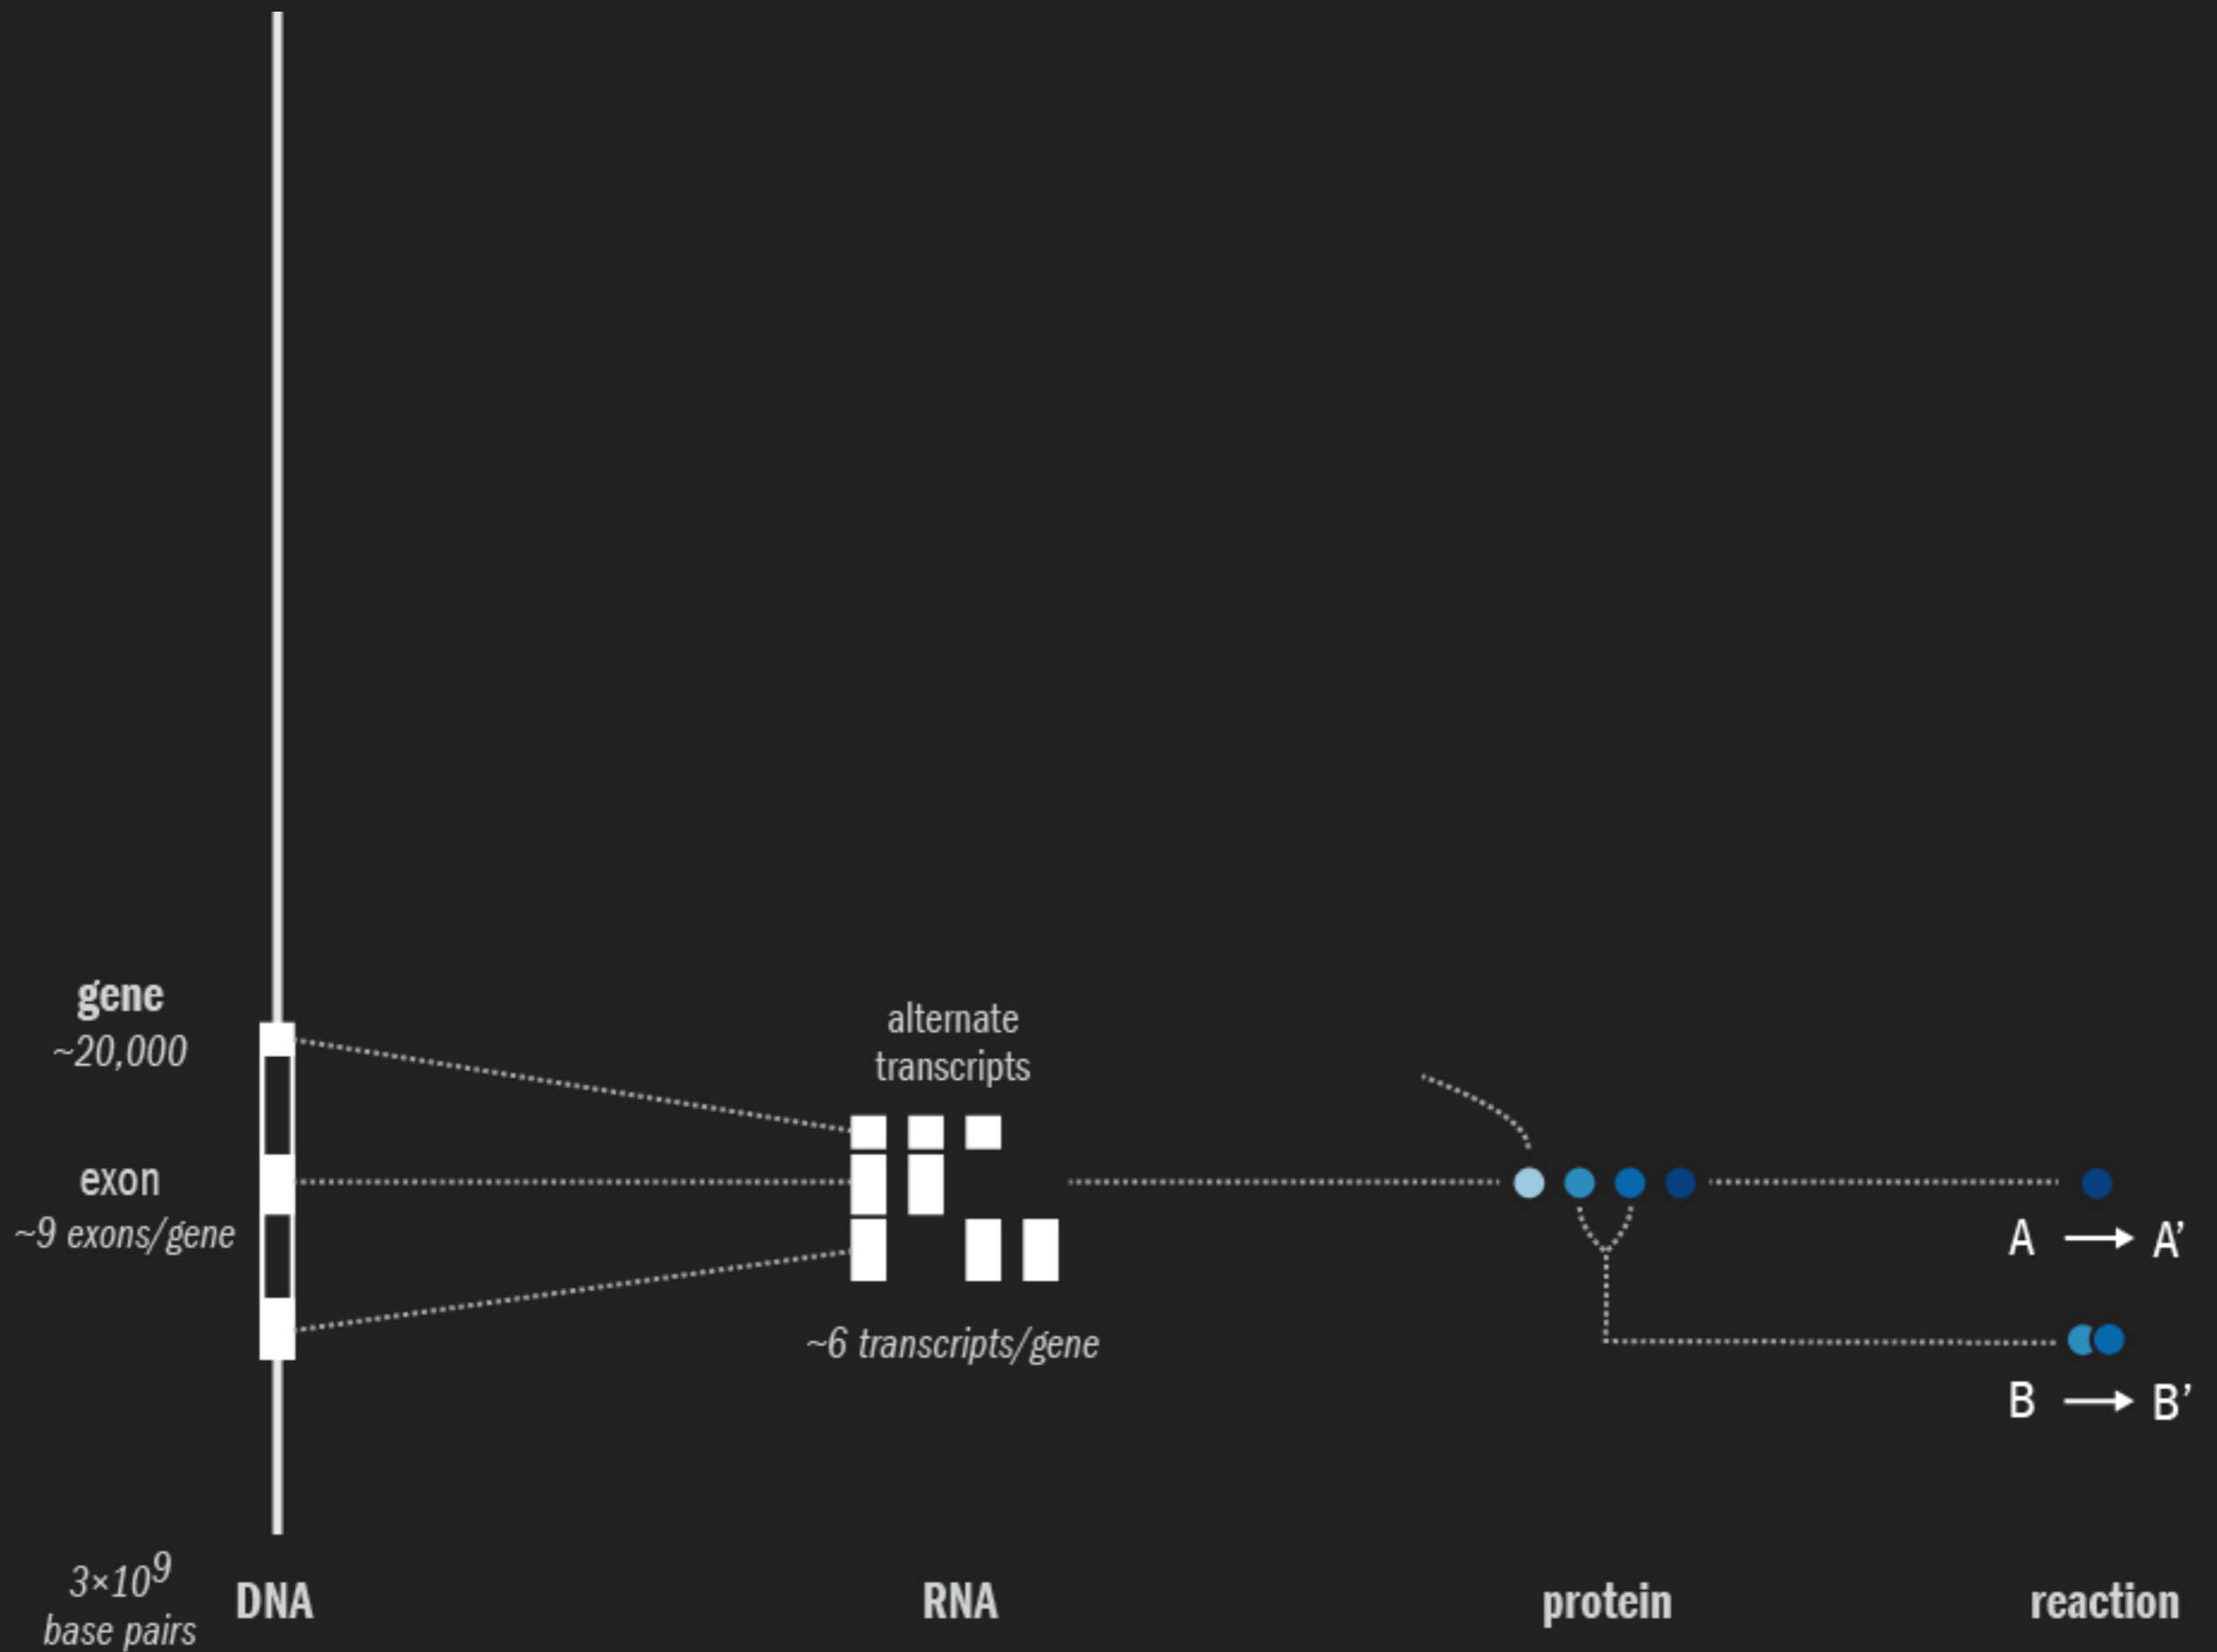 gene
~20,000
exon
~9 exons/gene
alternate
transcripts
~6 transcripts/gene
A → A’
B → B’
3×10⁹
base pairs
DNA
RNA
protein
reaction